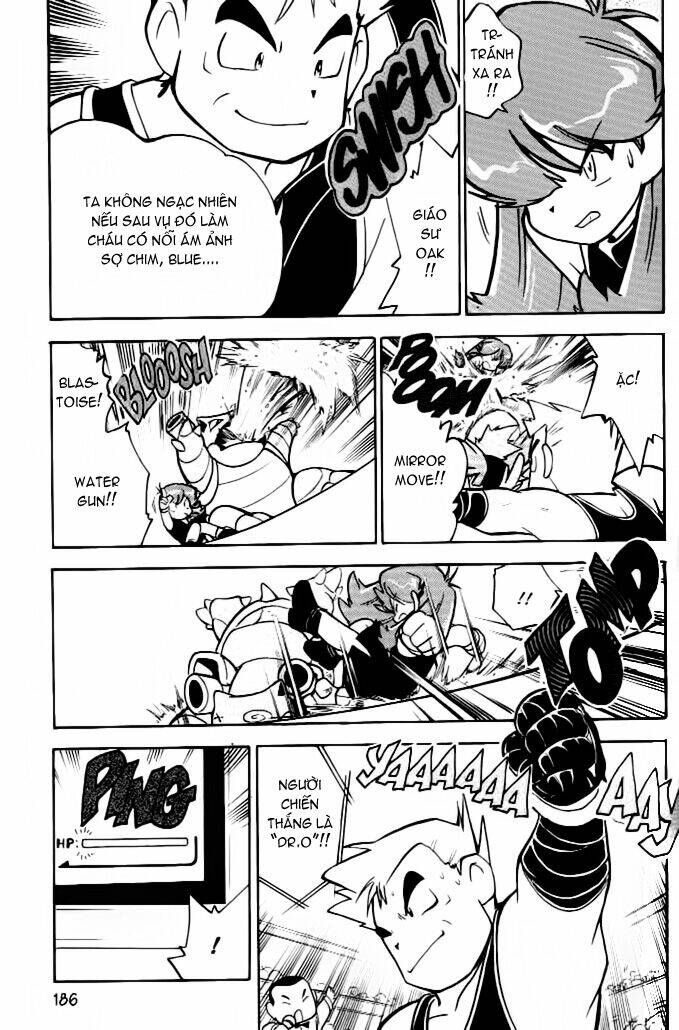 TR-
TRÁNH
XA RA
!!
SWISH
GIÁO
SƯ
OAK
!!
TA KHÔNG NGẠC NHIÊN
NẾU SAU VỤ ĐÓ LÀM
CHÁU CÓ NỖI ÁM ẢNH
SỢ CHIM, BLUE....
BLAS-
TOISE!
BLOOOSH
WATER
GUN!!
POOOM
ẶC!
MIRROR
MOVE!!
!!
TOMP
PING
HP:
!
YAAAAAA
AAY
NGƯỜI
CHIẾN
THẮNG LÀ
"DR.O"!!
186